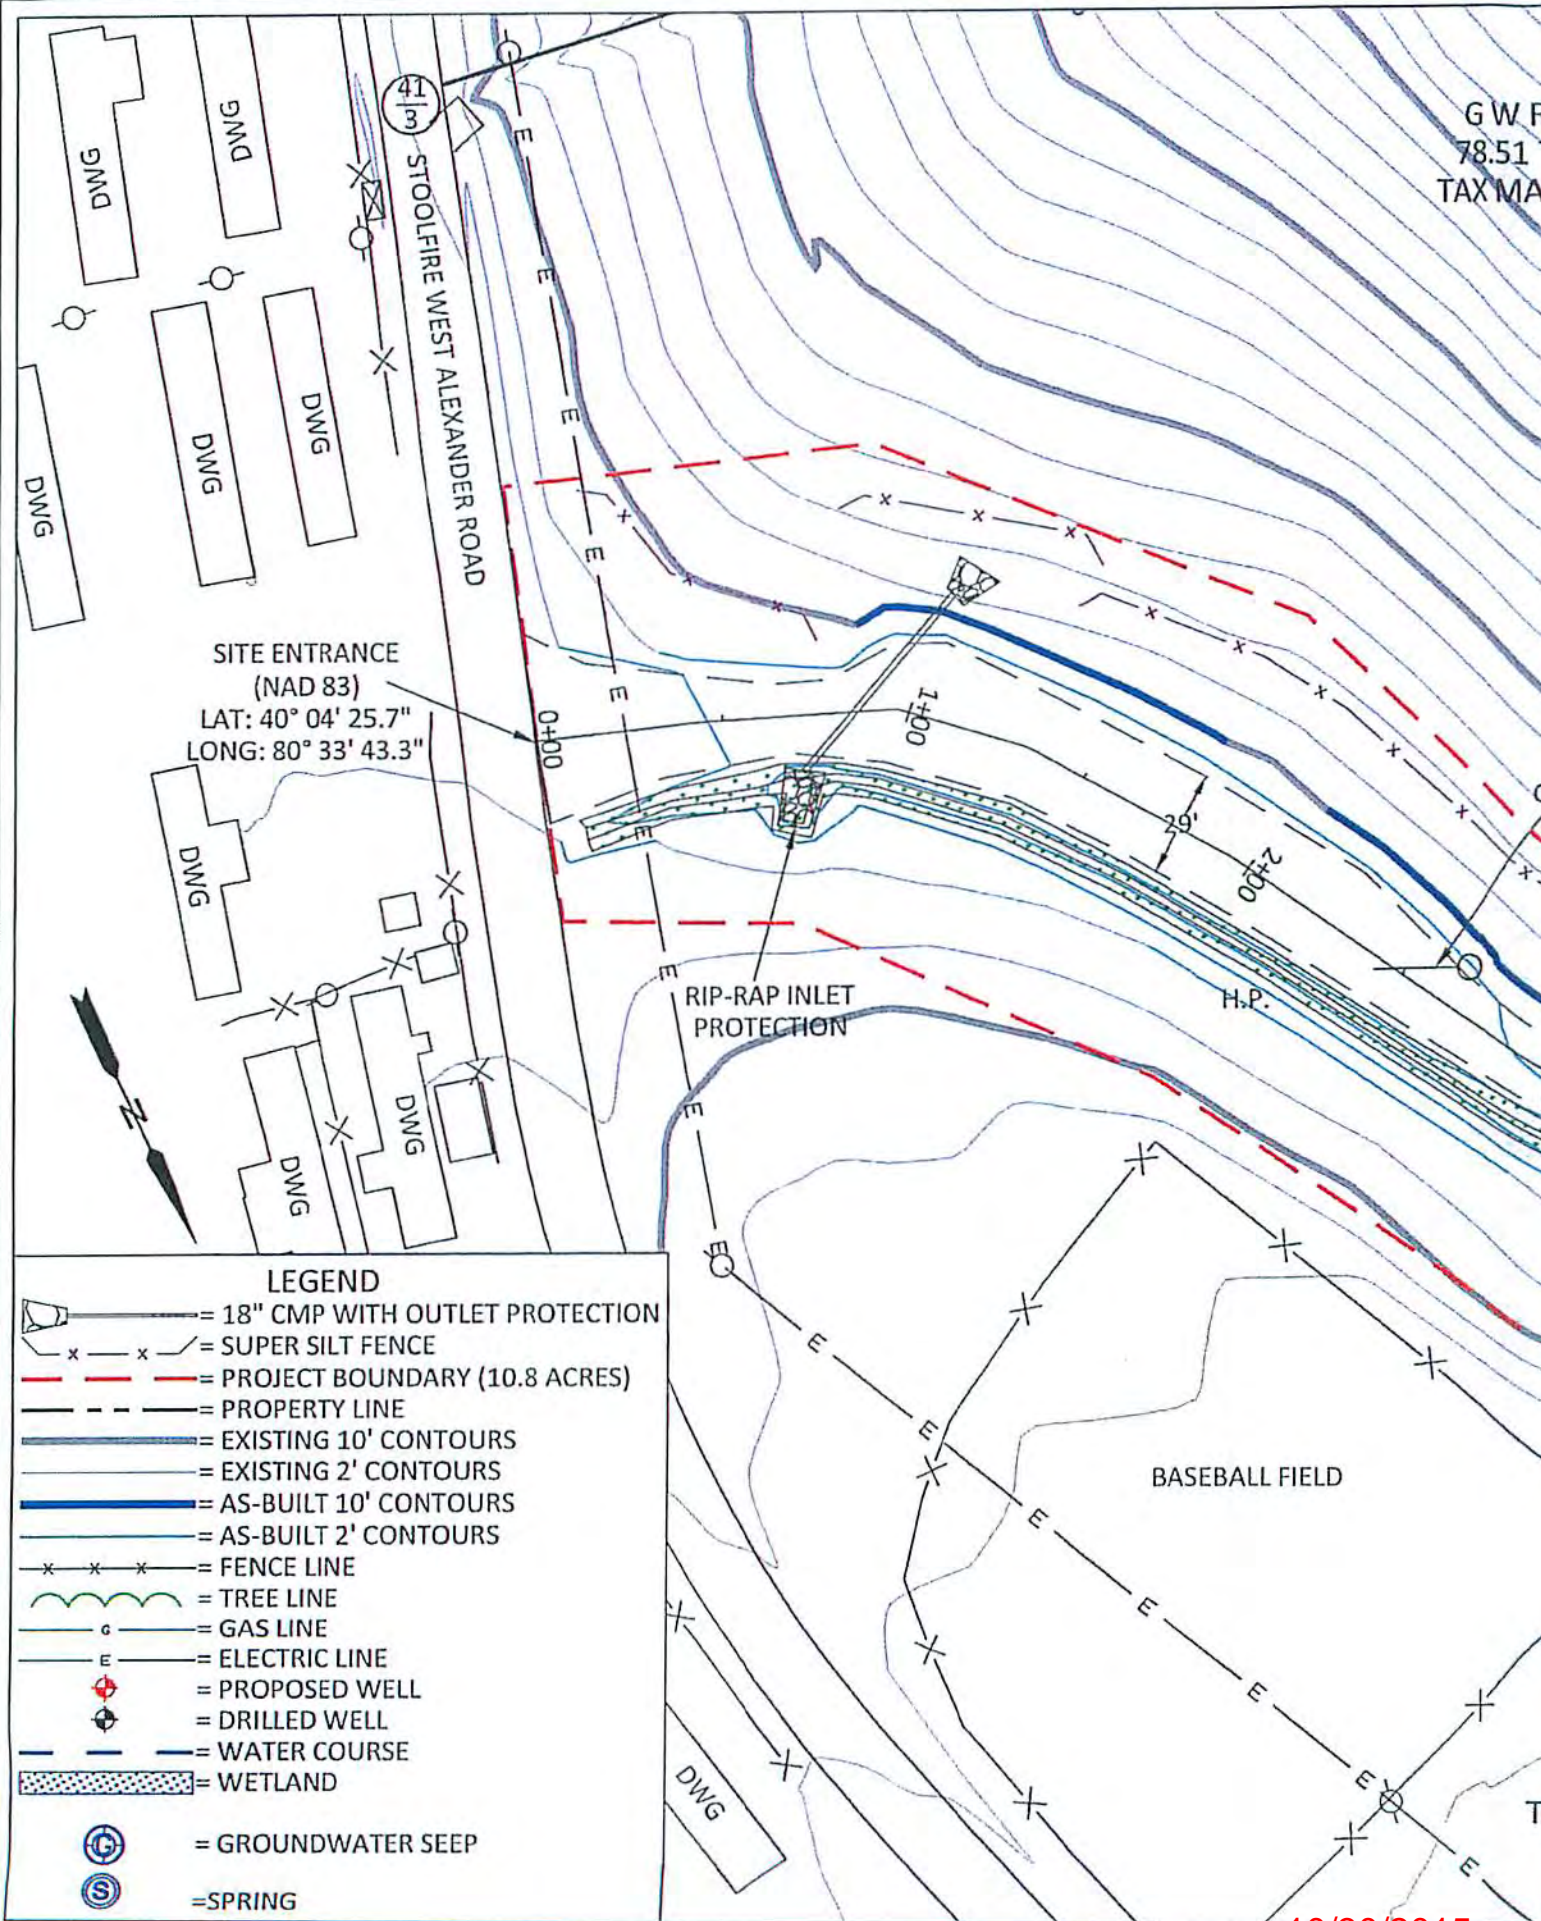 41
3
G W
78.51
TAX MA
DWG
DWG
STOOLFIRE WEST ALEXANDER ROAD
DWG
DWG
DWG
E
E
E
E
E
E
E
E
E
SITE ENTRANCE
(NAD 83)
LAT: 40° 04' 25.7"
LONG: 80° 33' 43.3"
0+00
1+00
29'
2+00
H.P.
RIP-RAP INLET
PROTECTION
DWG
DWG
DWG
N
LEGEND
= 18" CMP WITH OUTLET PROTECTION
= SUPER SILT FENCE
= PROJECT BOUNDARY (10.8 ACRES)
= PROPERTY LINE
= EXISTING 10' CONTOURS
= EXISTING 2' CONTOURS
= AS-BUILT 10' CONTOURS
= AS-BUILT 2' CONTOURS
= FENCE LINE
= TREE LINE
G = GAS LINE
E = ELECTRIC LINE
= PROPOSED WELL
= DRILLED WELL
= WATER COURSE
= WETLAND
G = GROUNDWATER SEEP
S =SPRING
E
E
E
E
E
E
E
BASEBALL FIELD
DWG
T